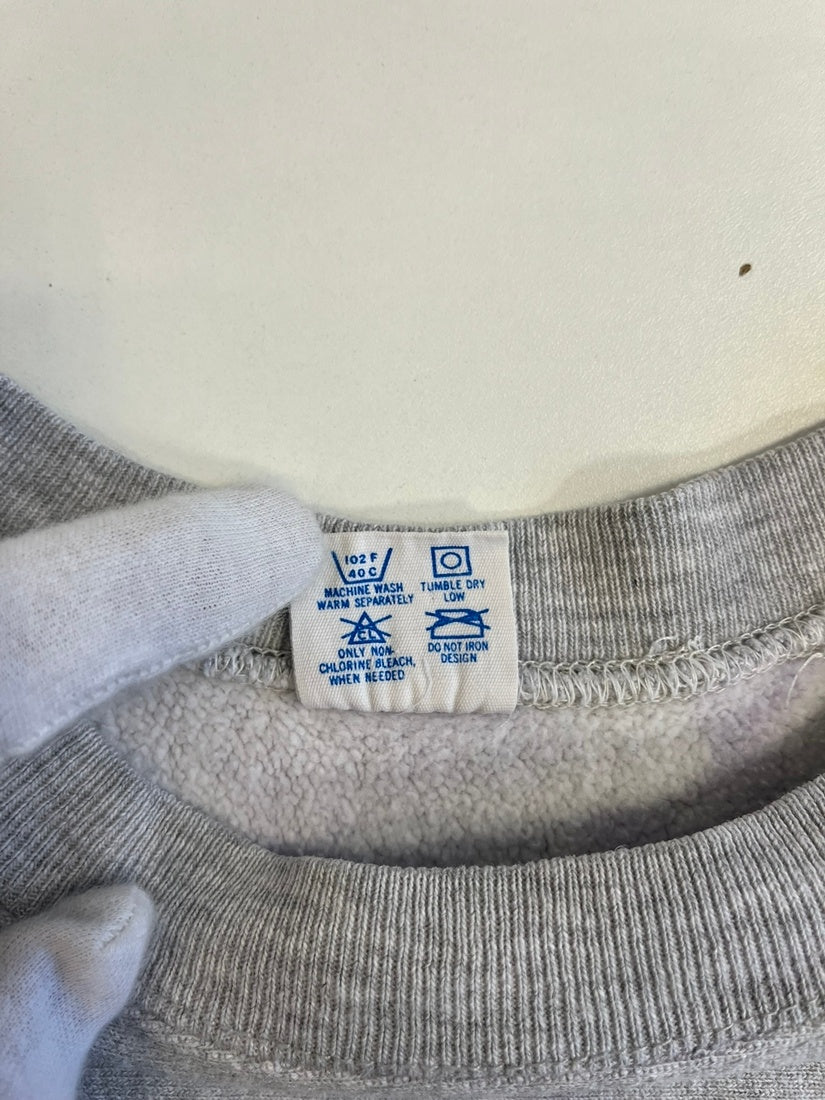 102 F
40 C
MACHINE WASH
WARM SEPARATELY
TUMBLE DRY
LOW
CL
ONLY NON-
CHLORINE BLEACH,
WHEN NEEDED
DO NOT IRON
DESIGN